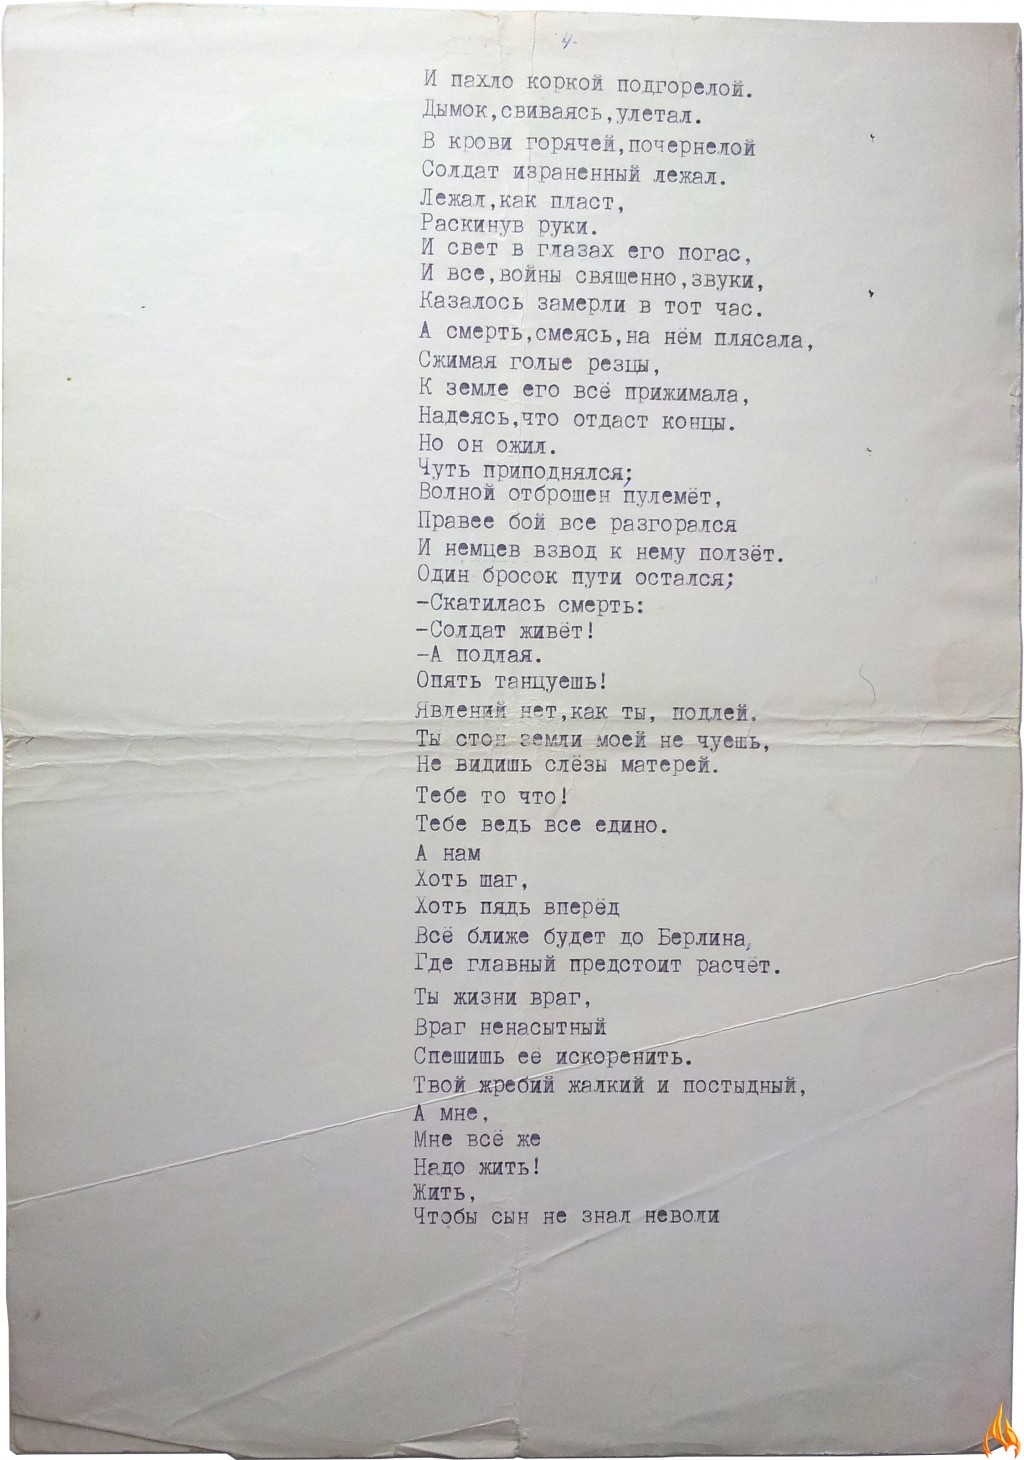 4.
И пахло коркой подгорелой.
Дымок,свиваясь,улетал.
В крови горячей,почернелой
Солдат израненный лежал.
Лежал,как пласт,
Раскинув руки.
И свет в глазах его погас,
И все,войны священно,звуки,
Казалось замерли в тот час.
А смерть,смеясь,на нём плясала,
Сжимая голые резцы,
К земле его всё прижимала,
Надеясь,что отдаст концы.
Но он ожил.
Чуть приподнялся;
Волной отброшен пулемёт,
Правее бой все разгорался
И немцев взвод к нему ползёт.
Один бросок пути остался;
-Скатилась смерть:
-Солдат живёт!
-А подлая.
Опять танцуешь!
Явлений нет,как ты, подлей.
Ты стон земли моей не чуешь,
Не видишь слёзы матерей.
Тебе то что!
Тебе ведь все едино.
А нам
Хоть шаг,
Хоть пядь вперёд
Всё ближе будет до Берлина,
Где главный предстоит расчёт.
Ты жизни враг,
Враг ненасытный
Спешишь её искоренить.
Твой жребий жалкий и постыдный,
А мне,
Мне всё же
Надо жить!
Жить,
Чтобы сын не знал неволи